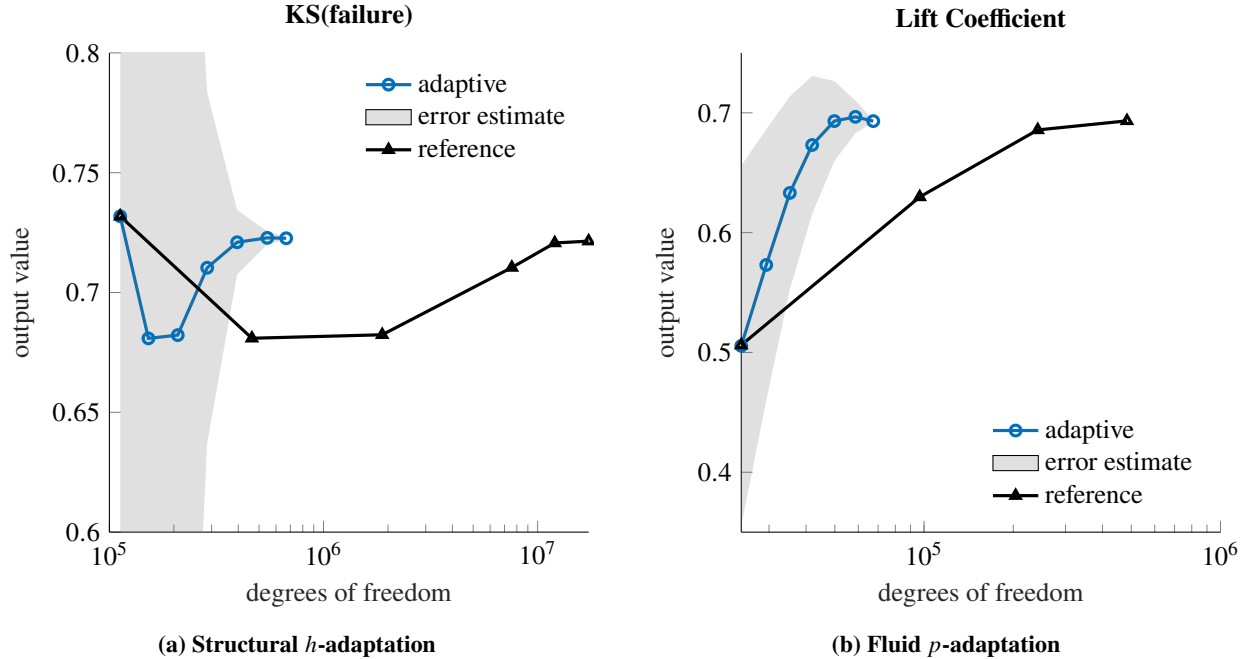 KS(failure)
0.8
0.75
0.7
0.65
0.6
output value
adaptive
error estimate
reference
10^5
10^6
10^7
degrees of freedom
(a) Structural h-adaptation
Lift Coefficient
0.7
0.6
0.5
0.4
output value
adaptive
error estimate
reference
10^5
10^6
degrees of freedom
(b) Fluid p-adaptation